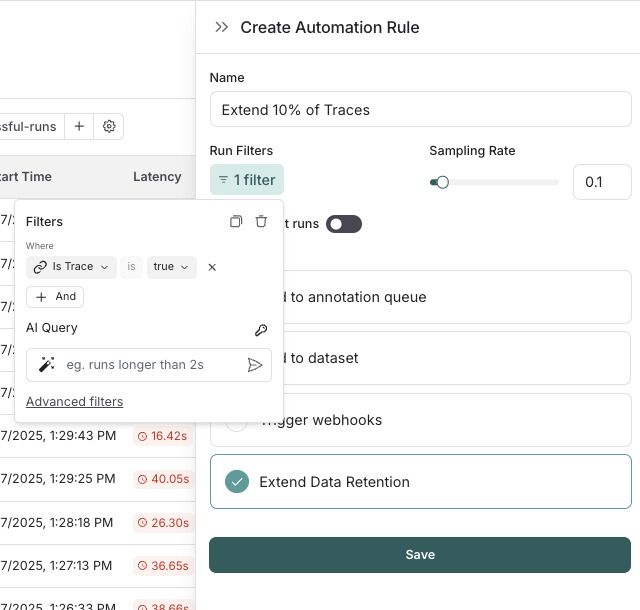 Create Automation Rule
Name
Extend 10% of Traces
Run Filters
Sampling Rate
1 filter
0.1
runs
ssful-runs
Start Time
Latency
Filters
Where
Is Trace
is
true
And
AI Query
eg. runs longer than 2s
Advanced filters
to annotation queue
to dataset
Trigger webhooks
Extend Data Retention
Save
7/2025, 1:29:43 PM
16.42s
7/2025, 1:29:25 PM
40.05s
7/2025, 1:28:18 PM
26.30s
7/2025, 1:27:13 PM
36.65s
7/2025, 1:26:33 PM
38.66s